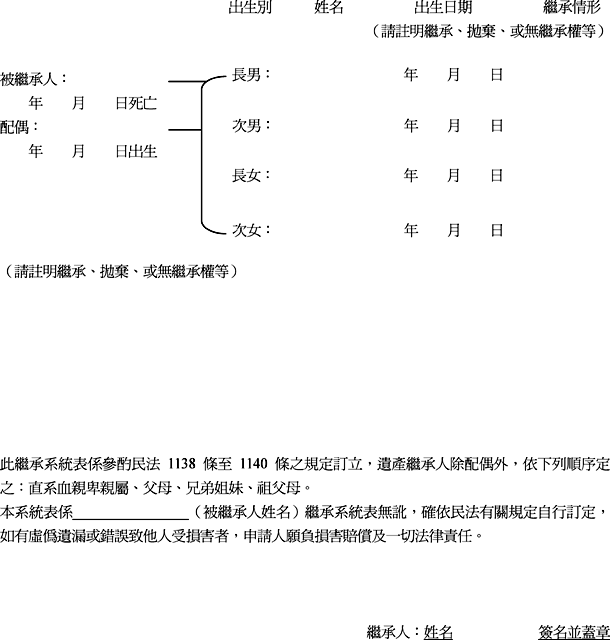 出生別 姓名 出生日期 繼承情形
（請註明繼承、拋棄、或無繼承權等）
被繼承人： 長男： 年 月 日
年 月 日死亡
配偶： 次男： 年 月 日
年 月 日出生
長女： 年 月 日
次女： 年 月 日
（請註明繼承、拋棄、或無繼承權等）
此繼承系統表係參酌民法 1138 條至 1140 條之規定訂立，遺產繼承人除配偶外，依下列順序定
之：直系血親卑親屬、父母、兄弟姐妹、祖父母。
本系統表係________________（被繼承人姓名）繼承系統表無訛，確依民法有關規定自行訂定，
如有虛偽遺漏或錯誤致他人受損害者，申請人願負損害賠償及一切法律責任。
繼承人：姓名 簽名並蓋章